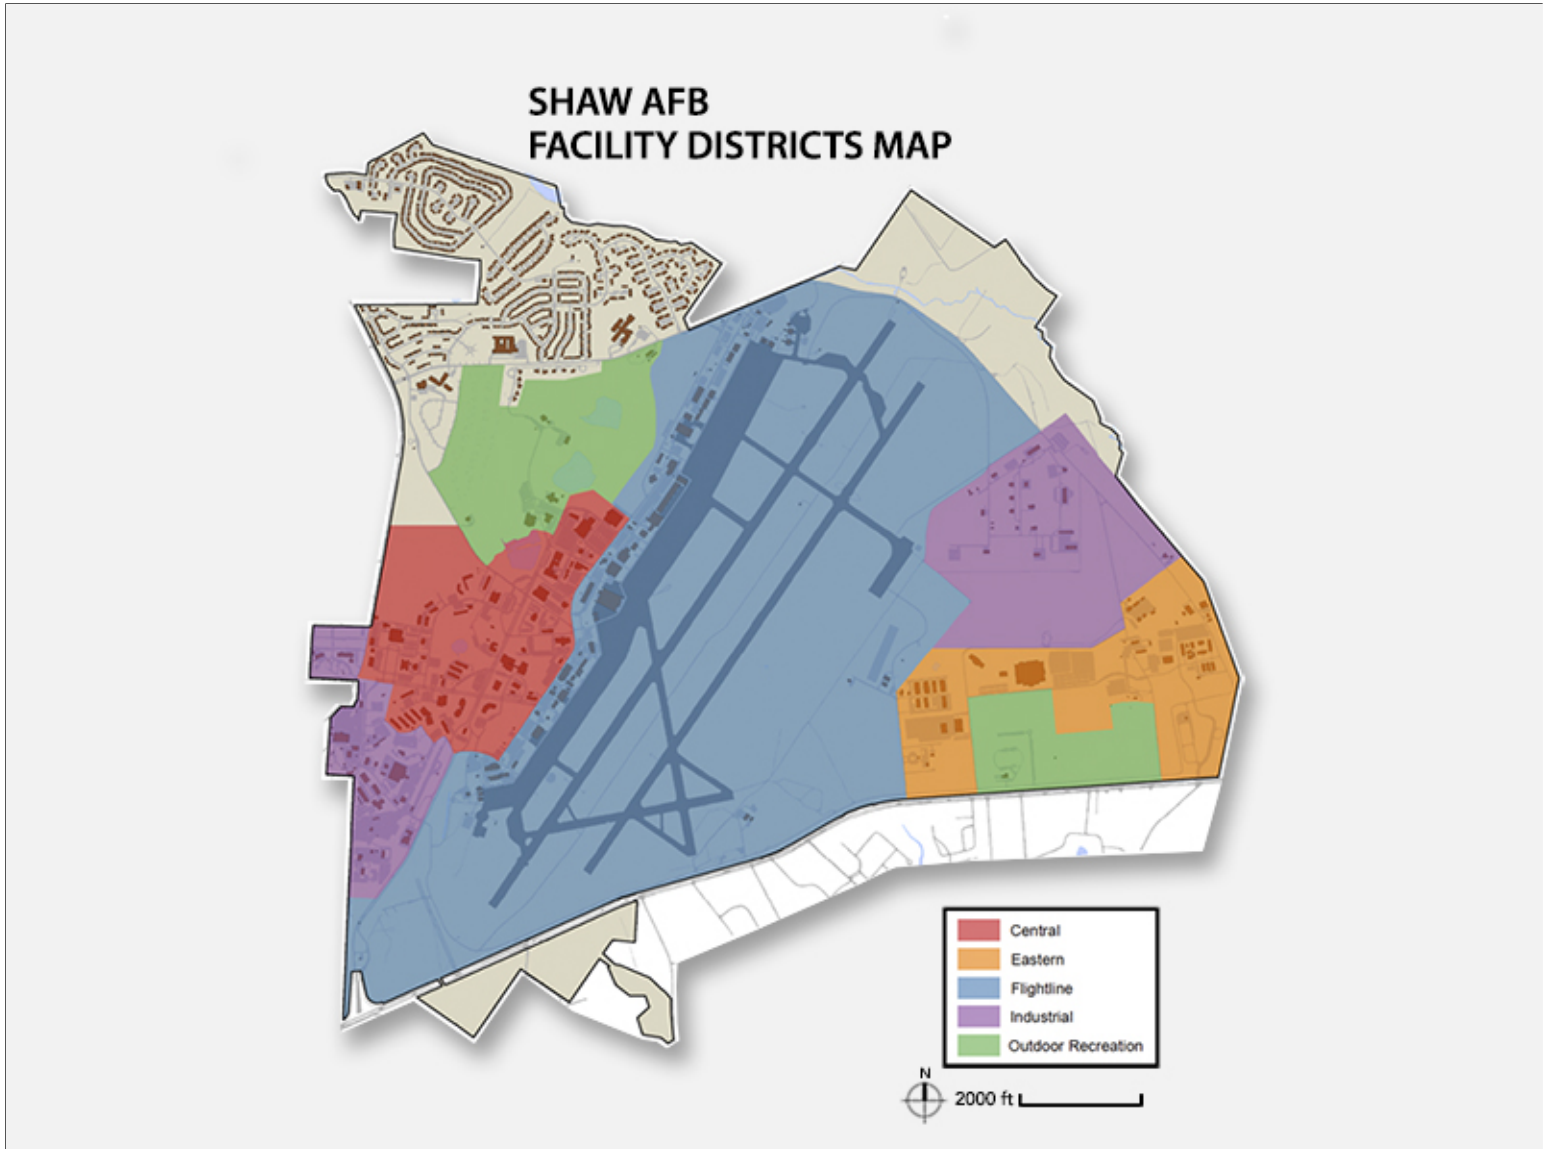 SHAW AFB
FACILITY DISTRICTS MAP
Central
Eastern
Flightline
Industrial
Outdoor Recreation
N
2000 ft